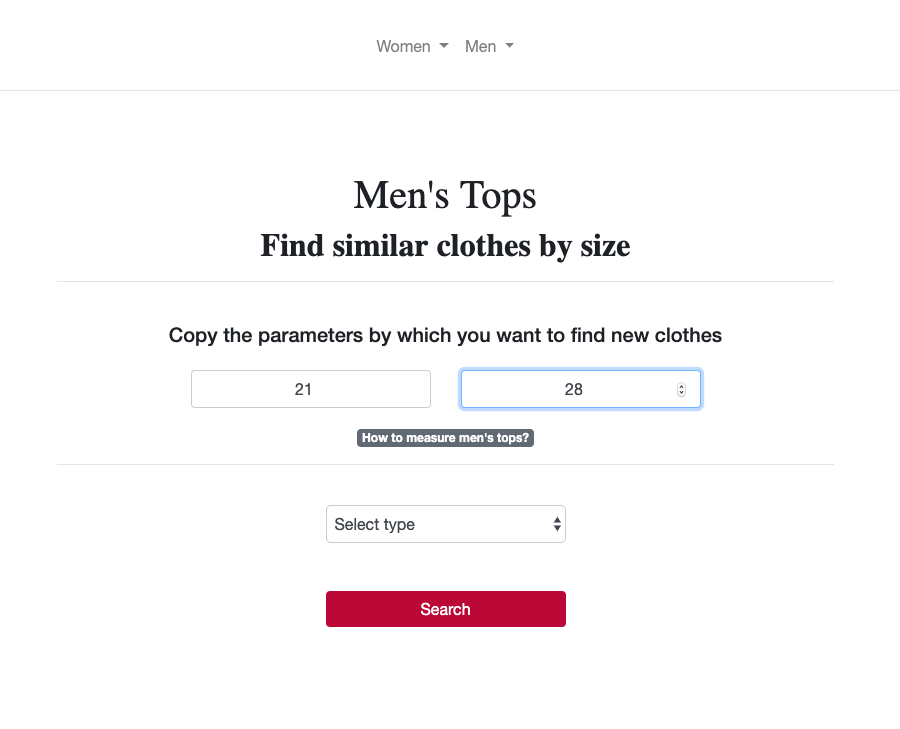 Women Men
Men's Tops
Find similar clothes by size
Copy the parameters by which you want to find new clothes
21 28
How to measure men's tops?
Select type
Search